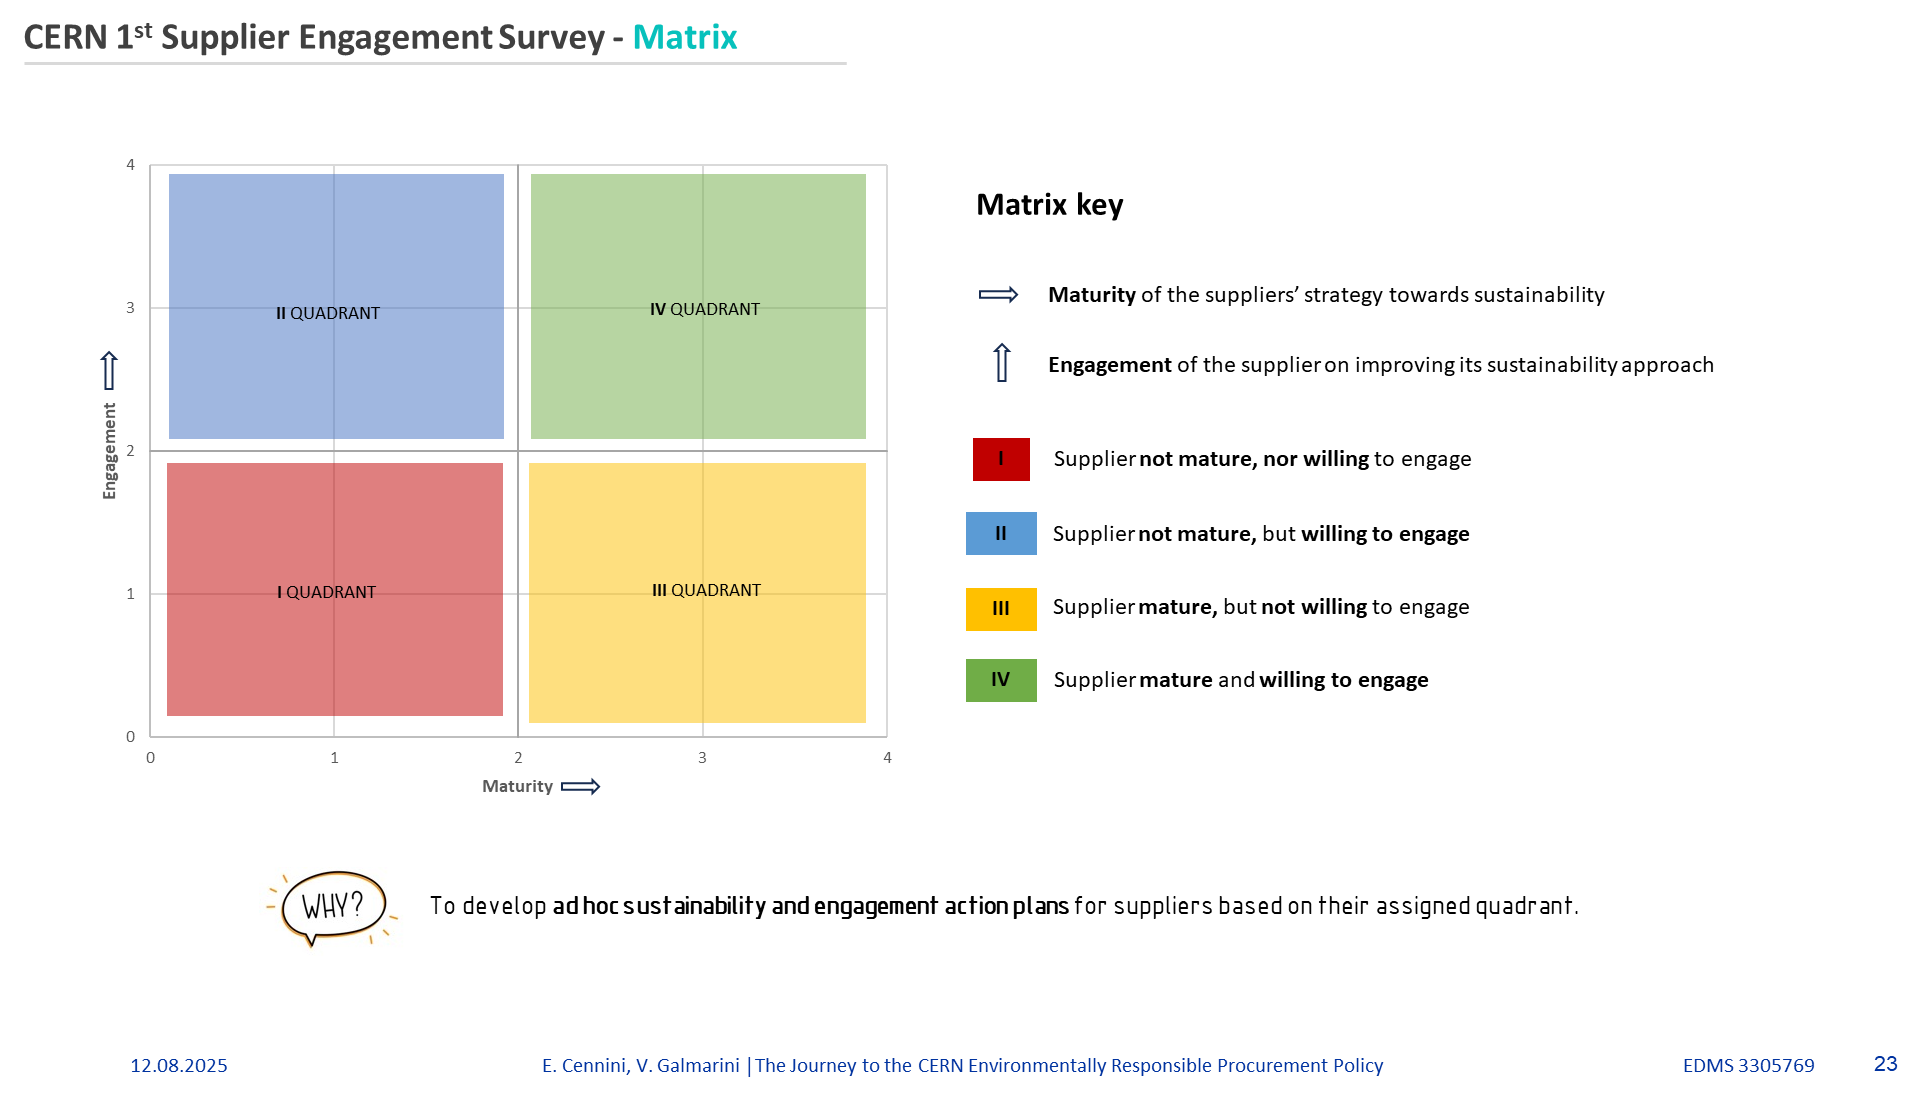 CERN 1st Supplier Engagement Survey - Matrix
4
3
2
1
0
0
1
2
3
4
Engagement
Maturity
II QUADRANT
IV QUADRANT
I QUADRANT
III QUADRANT
Matrix key
Maturity of the suppliers’ strategy towards sustainability
Engagement of the supplier on improving its sustainability approach
I Supplier not mature, nor willing to engage
II Supplier not mature, but willing to engage
III Supplier mature, but not willing to engage
IV Supplier mature and willing to engage
WHY?
To develop ad hoc sustainability and engagement action plans for suppliers based on their assigned quadrant.
12.08.2025
E. Cennini, V. Galmarini | The Journey to the CERN Environmentally Responsible Procurement Policy
EDMS 3305769
23